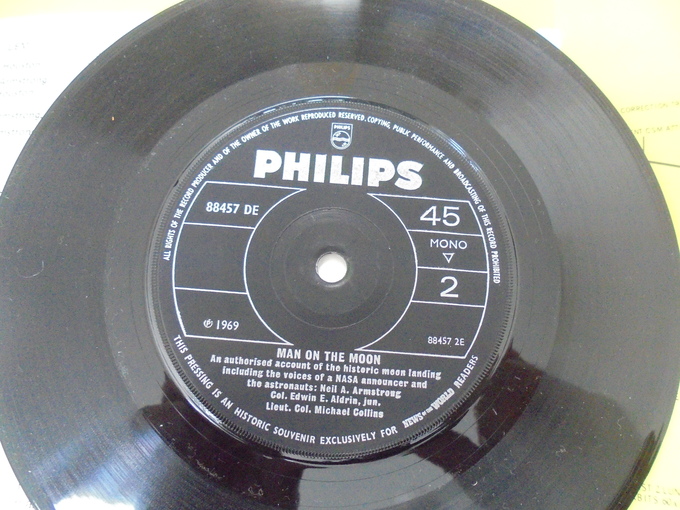 ALL RIGHTS OF THE RECORD PRODUCER AND OF THE OWNER OF THE WORK REPRODUCED RESERVED. COPYING, PUBLIC PERFORMANCE AND BROADCASTING OF THIS RECORD PROHIBITED
PHILIPS
PHILIPS
88457 DE
45
MONO
2
℗ 1969
88457 2E
MAN ON THE MOON
An authorised account of the historic moon landing
including the voices of a NASA announcer and
the astronauts: Neil A. Armstrong
Col. Edwin E. Aldrin, jun.
Lieut. Col. Michael Collins
THIS PRESSING IS AN HISTORIC SOUVENIR EXCLUSIVELY FOR NEWS OF THE WORLD READERS